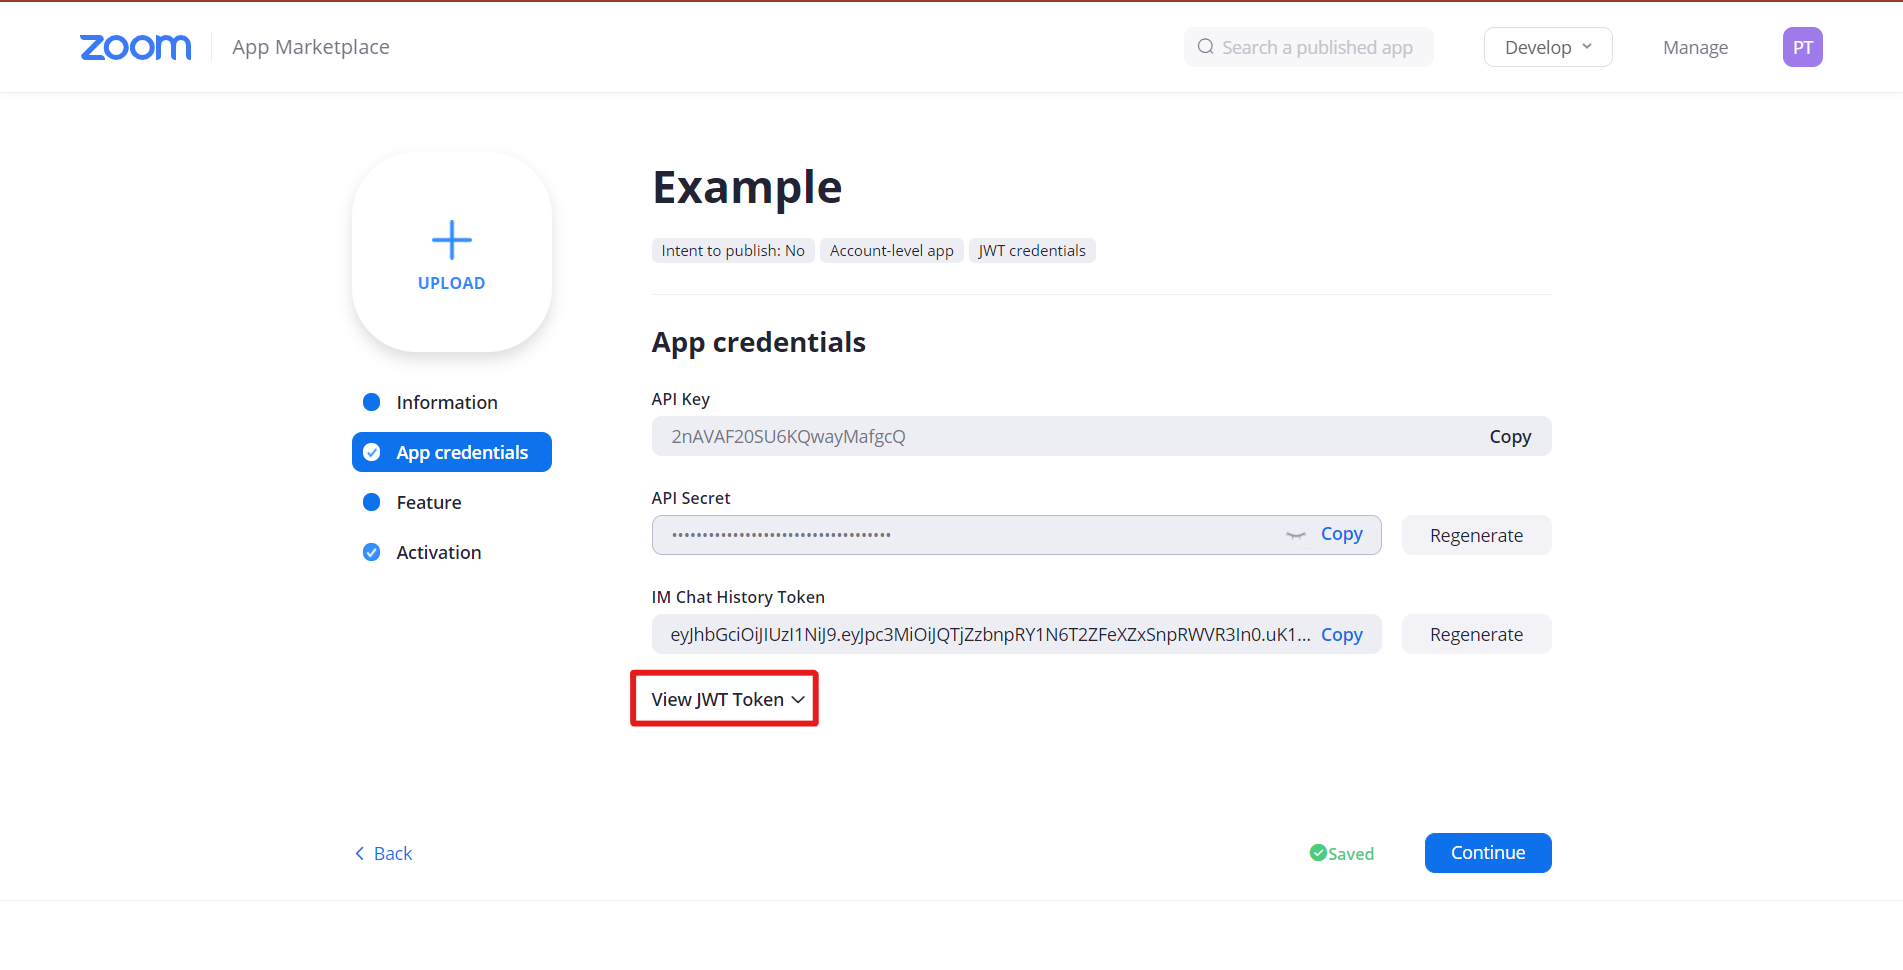 zoom App Marketplace Search a published app Develop Manage PT
UPLOAD
Information
App credentials
Feature
Activation
Example
Intent to publish: No Account-level app JWT credentials
App credentials
API Key
2nAVAF20SU6KQwayMafgcQ Copy
API Secret
•••••••••••••••••••••••••••••••••••• Copy Regenerate
IM Chat History Token
eyJhbGciOiJIUzI1NiJ9.eyJpc3MiOiJQTjZzbnpRY1N6T2ZFeXZxSnpRWVR3In0.uK1... Copy Regenerate
View JWT Token
Back Saved Continue